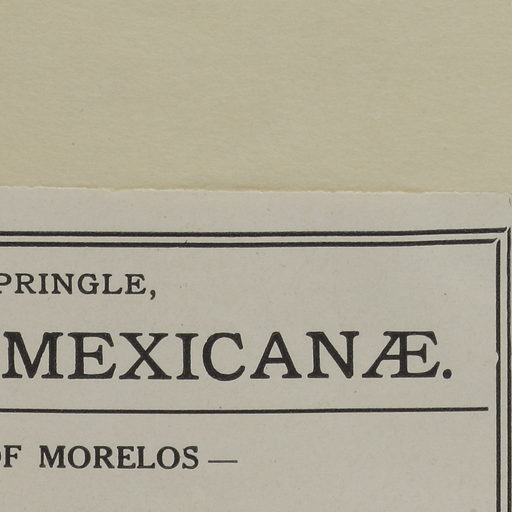 PRINGLE,
MEXICANÆ.
OF MORELOS—